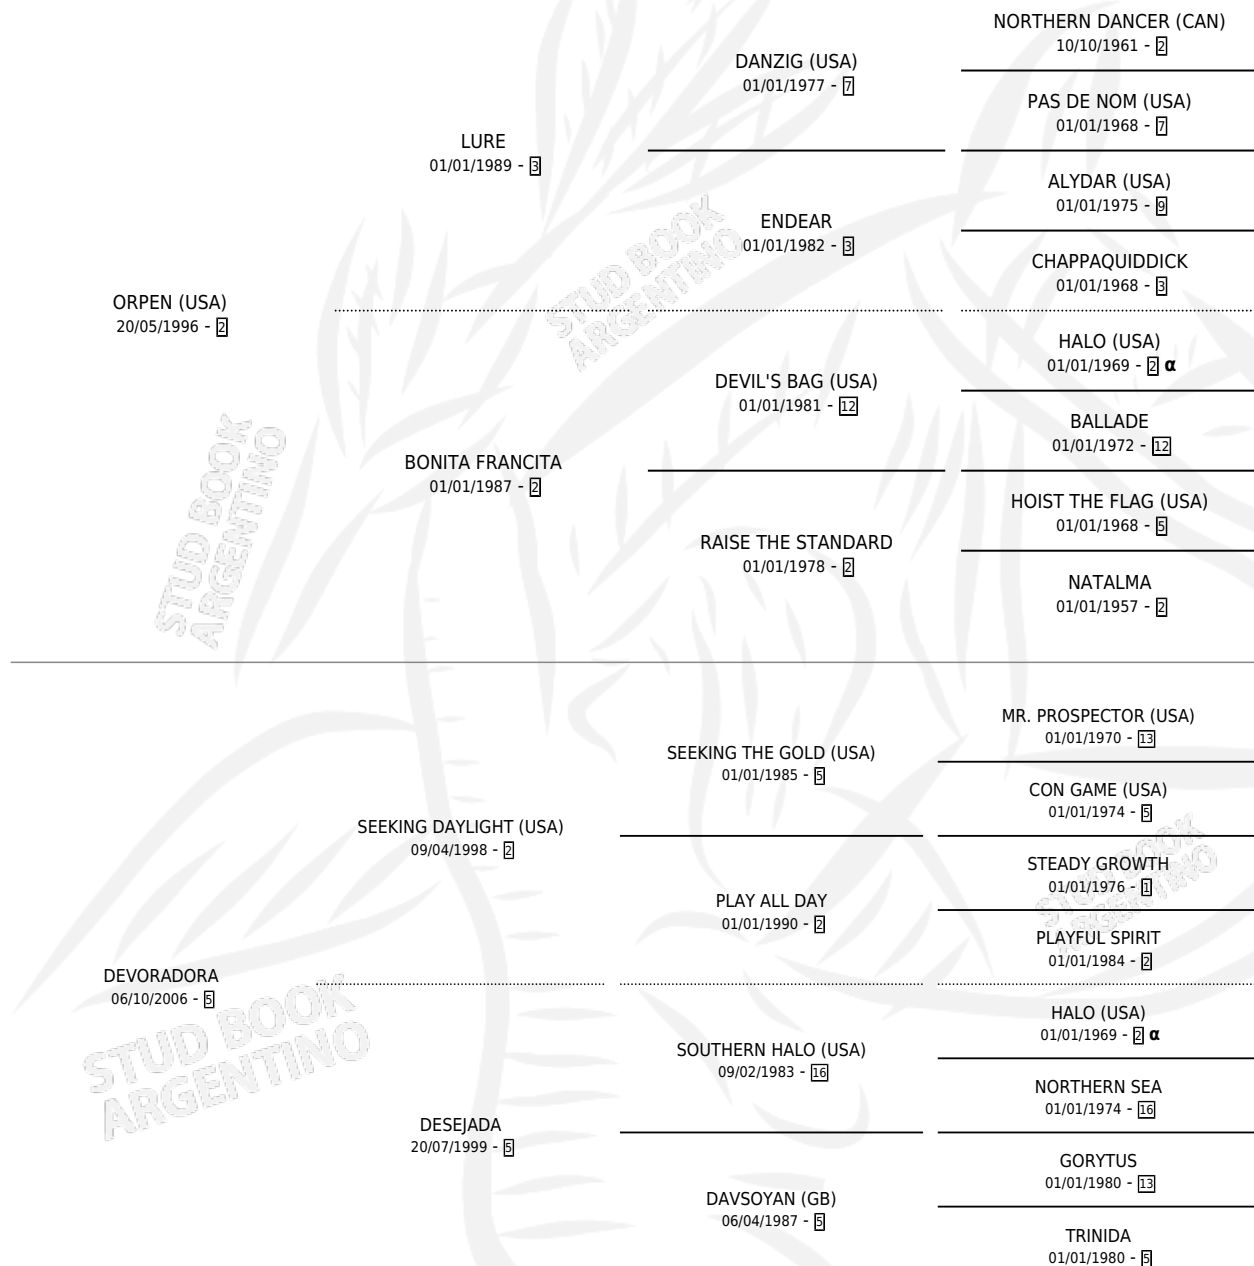 NORTHERN DANCER (CAN)
10/10/1961 - 2
DANZIG (USA)
01/01/1977 - 7
PAS DE NOM (USA)
01/01/1968 - 7
LURE
01/01/1989 - 3
ALYDAR (USA)
01/01/1975 - 9
ENDEAR
01/01/1982 - 3
CHAPPAQUIDDICK
01/01/1968 - 3
STUD BOOK
ARGENTINO
ORPEN (USA)
20/05/1996 - 2
HALO (USA)
01/01/1969 - 2 α
DEVIL'S BAG (USA)
01/01/1981 - 12
BALLADE
01/01/1972 - 12
BONITA FRANCITA
01/01/1987 - 2
HOIST THE FLAG (USA)
01/01/1968 - 5
RAISE THE STANDARD
01/01/1978 - 2
NATALMA
01/01/1957 - 2
STUD BOOK
ARGENTINO
MR. PROSPECTOR (USA)
01/01/1970 - 13
SEEKING THE GOLD (USA)
01/01/1985 - 5
CON GAME (USA)
01/01/1974 - 5
SEEKING DAYLIGHT (USA)
09/04/1998 - 2
STEADY GROWTH
01/01/1976 - 1
STUD BOOK
ARGENTINO
PLAY ALL DAY
01/01/1990 - 2
PLAYFUL SPIRIT
01/01/1984 - 2
DEVORADORA
06/10/2006 - 5
STUD BOOK
ARGENTINO
HALO (USA)
01/01/1969 - 2 α
SOUTHERN HALO (USA)
09/02/1983 - 16
NORTHERN SEA
01/01/1974 - 16
DESEJADA
20/07/1999 - 5
GORYTUS
01/01/1980 - 13
DAVSOYAN (GB)
06/04/1987 - 5
TRINIDA
01/01/1980 - 5